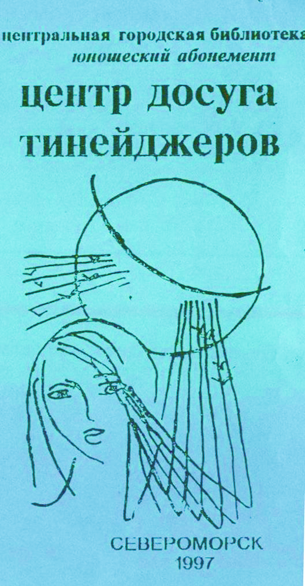 центральная городская библиотека
юношеский абонемент
центр досуга
тинейджеров
СЕВЕРОМОРСК
1997